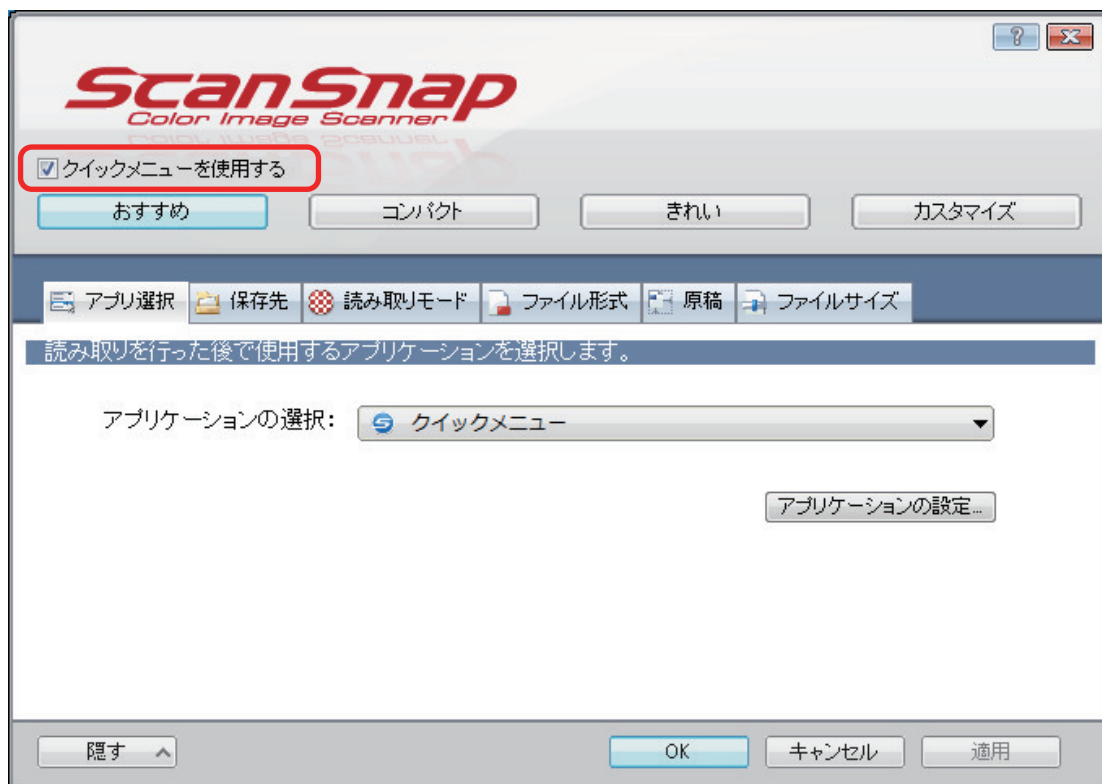 ScanSnap
Color Image Scanner
クイックメニューを使用する
おすすめ コンパクト きれい カスタマイズ
アプリ選択 保存先 読み取りモード ファイル形式 原稿 ファイルサイズ
読み取りを行った後で使用するアプリケーションを選択します。
アプリケーションの選択: クイックメニュー
アプリケーションの設定...
隠す OK キャンセル 適用